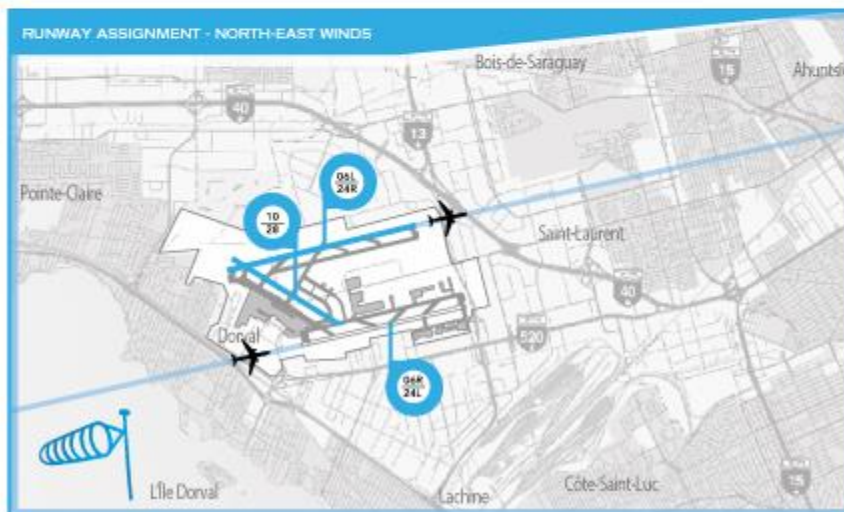 RUNWAY ASSIGNMENT - NORTH-EAST WINDS
Bois-de-Saraguay
15
Ahuntsi
40
13
Pointe-Claire
06L
24R
10
28
Saint-Laurent
40
Dorval
520
06R
24L
L'Île Dorval
Lachine
Côte-Saint-Luc
15